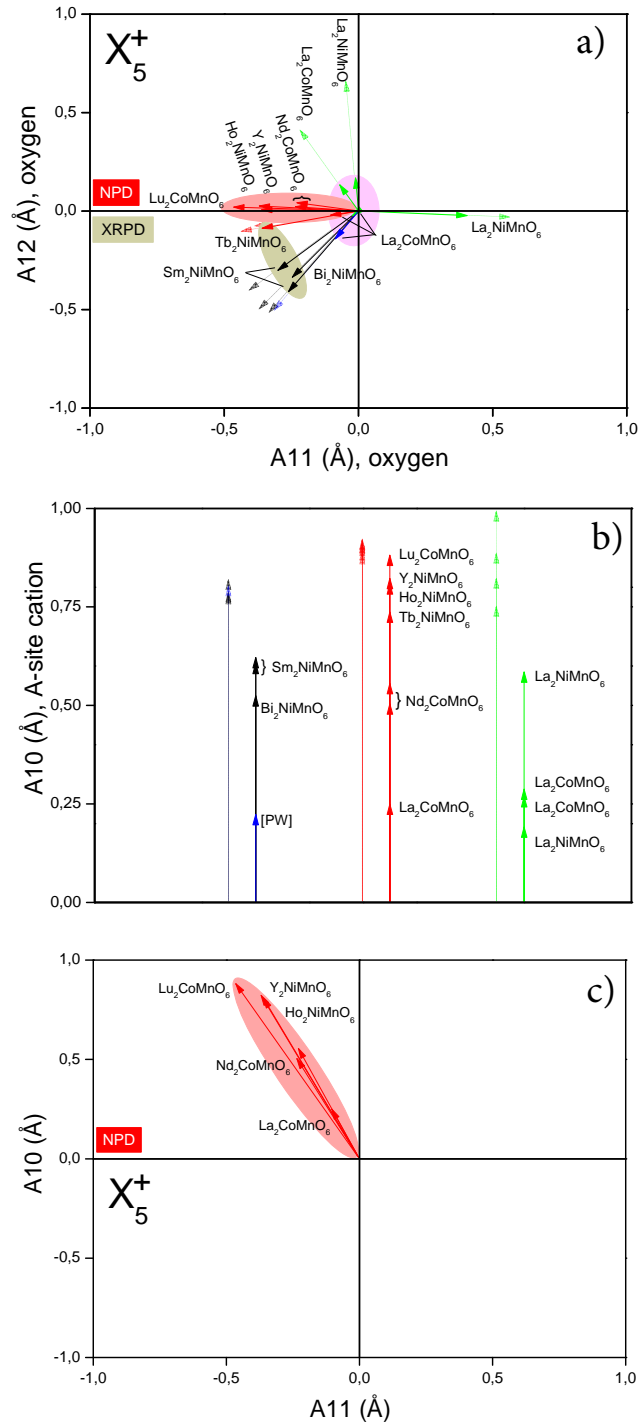 X₅⁺
a)
1,0
0,5
0,0
-0,5
-1,0
A12 (Å), oxygen
La₂NiMnO₆
La₂CoMnO₆
Nd₂CoMnO₆
Y₂NiMnO₆
Ho₂NiMnO₆
NPD
Lu₂CoMnO₆
XRPD
Tb₂NiMnO₆
La₂CoMnO₆
La₂NiMnO₆
Sm₂NiMnO₆
Bi₂NiMnO₆
-1,0 -0,5 0,0 0,5 1,0
A11 (Å), oxygen
b)
1,00
0,75
0,50
0,25
0,00
A10 (Å), A-site cation
Lu₂CoMnO₆
Y₂NiMnO₆
Ho₂NiMnO₆
Tb₂NiMnO₆
} Sm₂NiMnO₆
La₂NiMnO₆
Bi₂NiMnO₆
} Nd₂CoMnO₆
La₂CoMnO₆
La₂CoMnO₆
[PW]
La₂CoMnO₆
La₂NiMnO₆
c)
1,0
0,5
0,0
-0,5
-1,0
A10 (Å)
Lu₂CoMnO₆
Y₂NiMnO₆
Ho₂NiMnO₆
Nd₂CoMnO₆
La₂CoMnO₆
NPD
X₅⁺
-1,0 -0,5 0,0 0,5 1,0
A11 (Å)